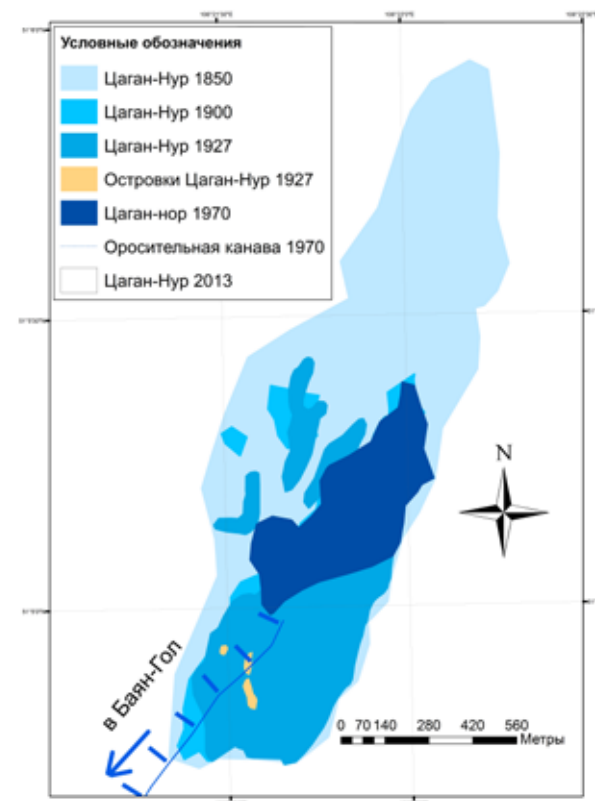 Условные обозначения
Цаган-Нур 1850
Цаган-Нур 1900
Цаган-Нур 1927
Островки Цаган-Нур 1927
Цаган-нор 1970
Оросительная канава 1970
Цаган-Нур 2013
N
в Баян-Гол
0 70 140 280 420 560
Метры